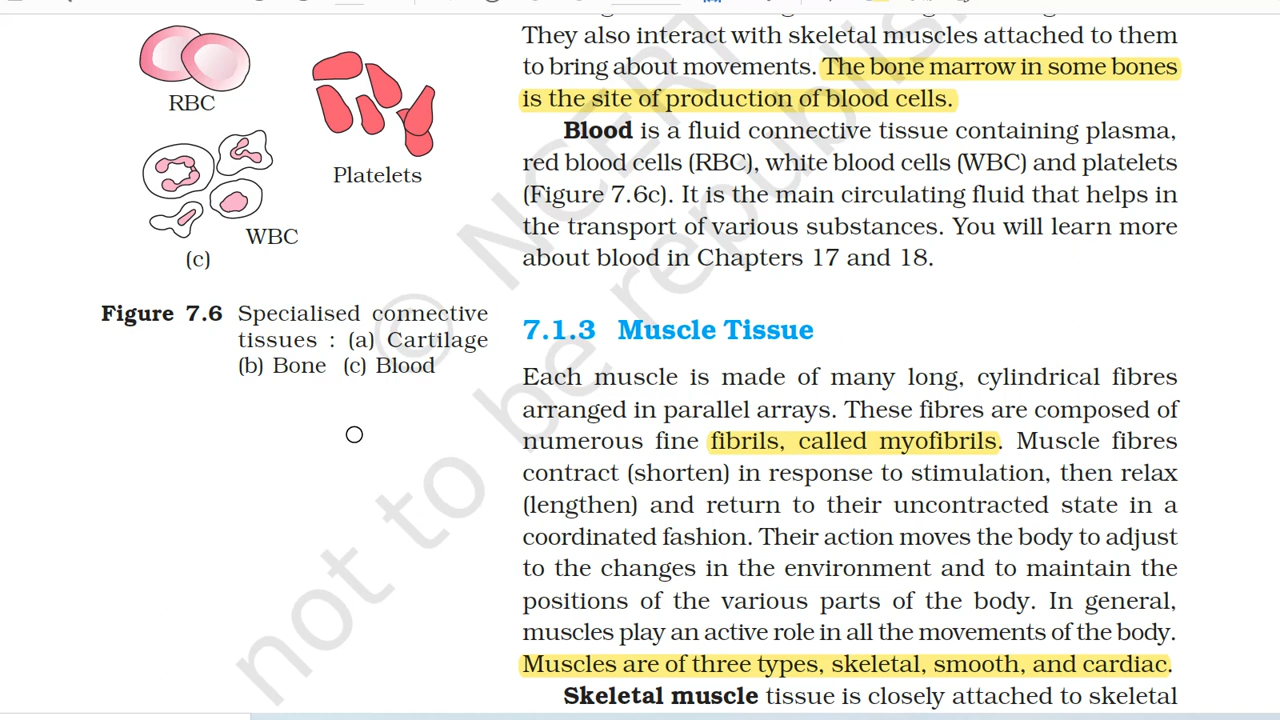 RBC
Platelets
WBC
(c)
Figure 7.6 Specialised connective
tissues : (a) Cartilage
(b) Bone (c) Blood
They also interact with skeletal muscles attached to them
to bring about movements. The bone marrow in some bones
is the site of production of blood cells.
Blood is a fluid connective tissue containing plasma,
red blood cells (RBC), white blood cells (WBC) and platelets
(Figure 7.6c). It is the main circulating fluid that helps in
the transport of various substances. You will learn more
about blood in Chapters 17 and 18.
7.1.3 Muscle Tissue
Each muscle is made of many long, cylindrical fibres
arranged in parallel arrays. These fibres are composed of
numerous fine fibrils, called myofibrils. Muscle fibres
contract (shorten) in response to stimulation, then relax
(lengthen) and return to their uncontracted state in a
coordinated fashion. Their action moves the body to adjust
to the changes in the environment and to maintain the
positions of the various parts of the body. In general,
muscles play an active role in all the movements of the body.
Muscles are of three types, skeletal, smooth, and cardiac.
Skeletal muscle tissue is closely attached to skeletal
© NCERT
not to be republis